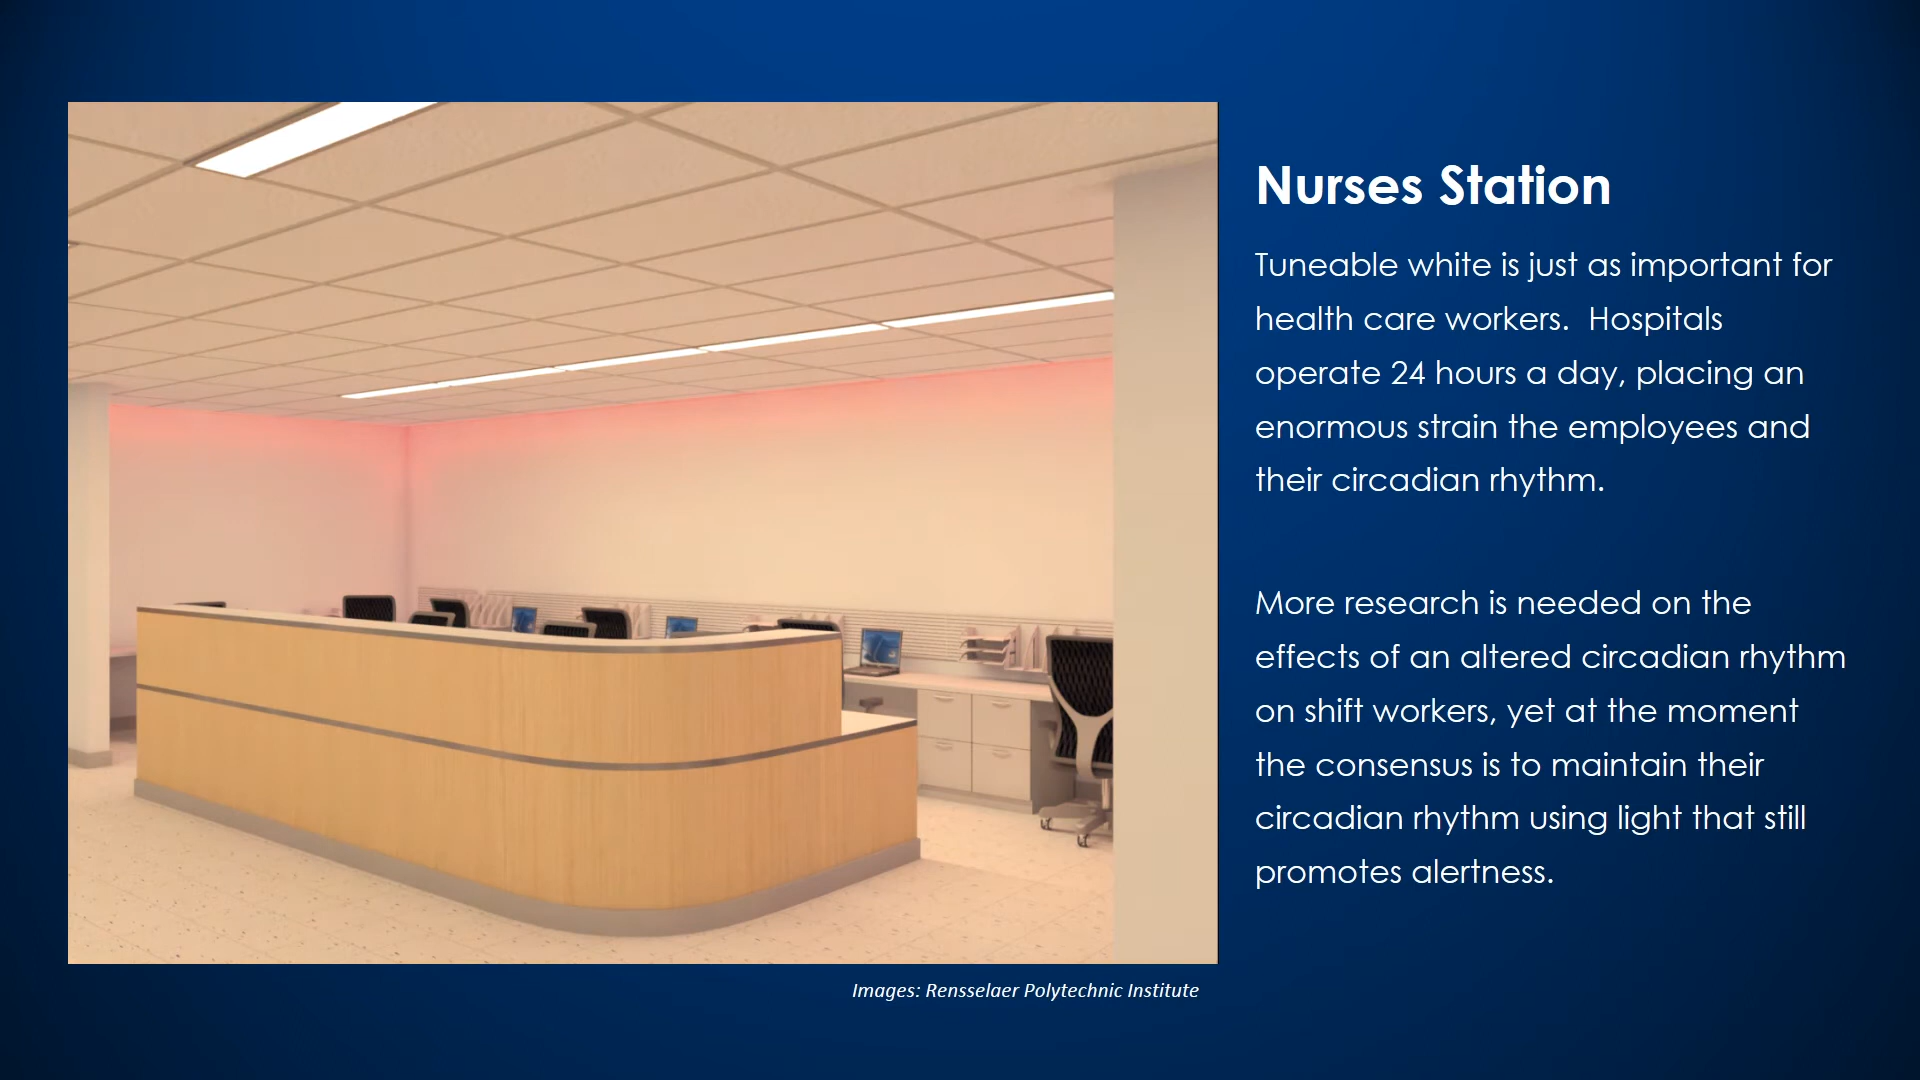 Nurses Station
Tuneable white is just as important for
health care workers.  Hospitals
operate 24 hours a day, placing an
enormous strain the employees and
their circadian rhythm.
More research is needed on the
effects of an altered circadian rhythm
on shift workers, yet at the moment
the consensus is to maintain their
circadian rhythm using light that still
promotes alertness.
Images: Rensselaer Polytechnic Institute